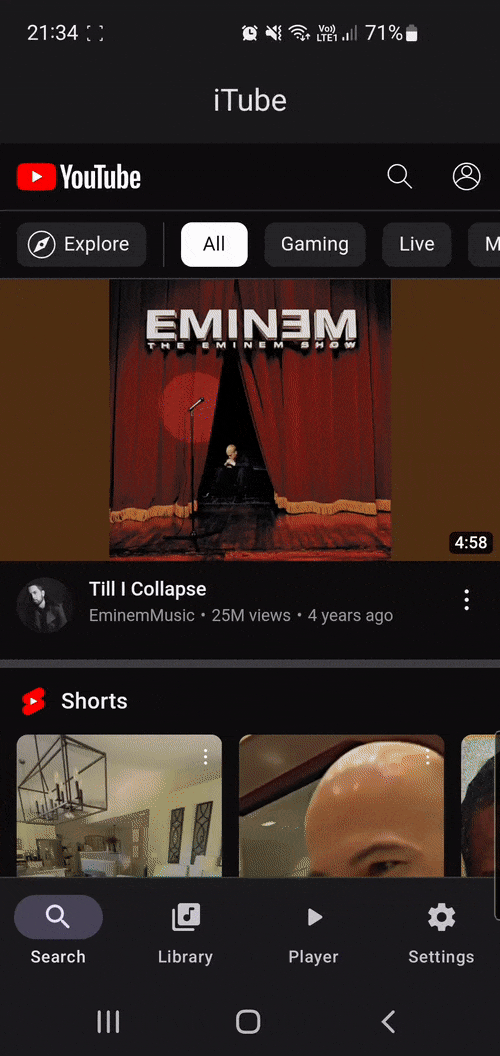 21:34 Vo)) LTE1 71%
iTube
YouTube
Explore All Gaming Live M
EMINEM
THE EMINEM SHOW
4:58
Till I Collapse
EminemMusic • 25M views • 4 years ago
Shorts
Search Library Player Settings